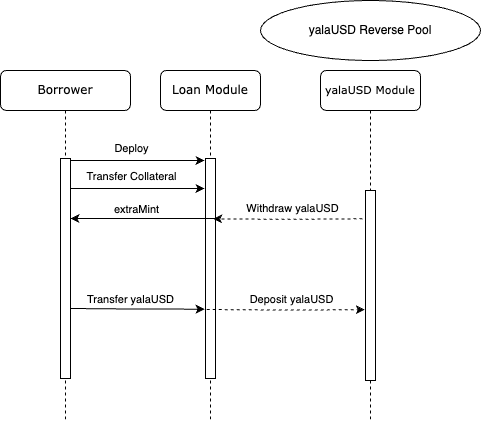 yalaUSD Reverse Pool
Borrower
Loan Module
yalaUSD Module
Deploy
Transfer Collateral
extraMint
Withdraw yalaUSD
Transfer yalaUSD
Deposit yalaUSD